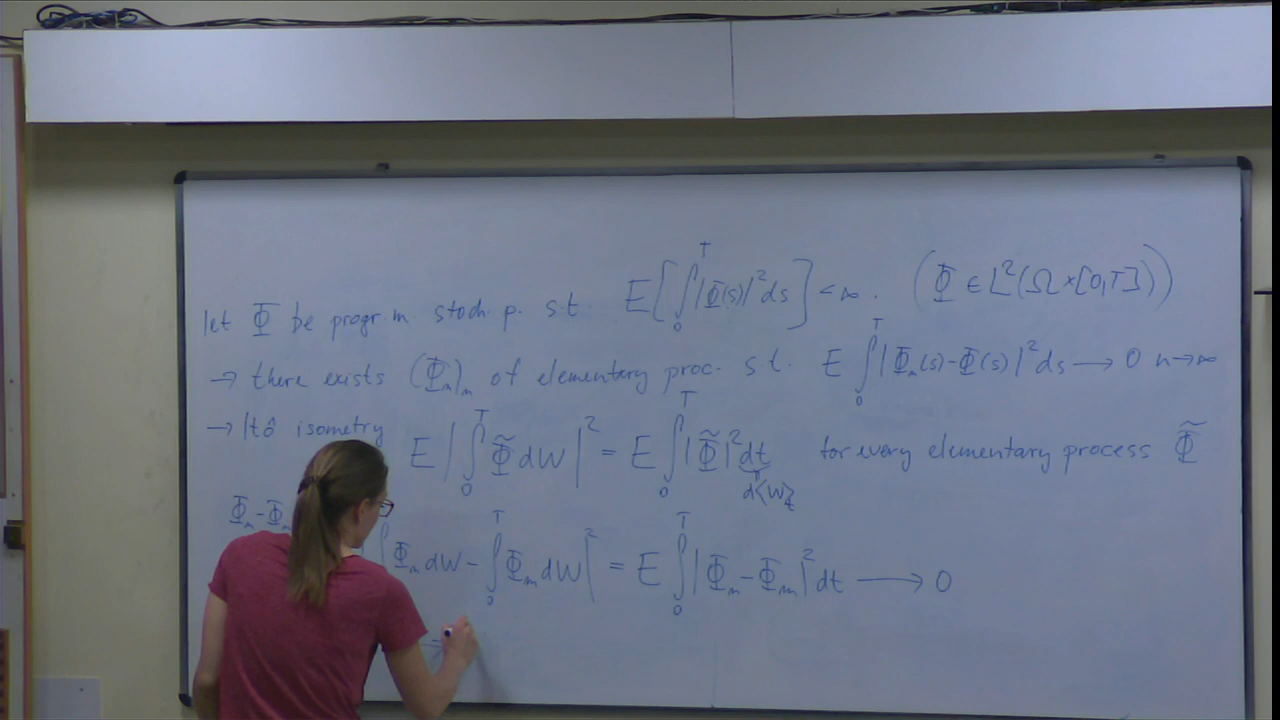 let Φ be progr. m. stoch. p. s.t. E[∫₀ᵀ |Φ(s)|² ds] < ∞. (Φ ∈ L²(Ω×[0,T]))
→ there exists (Φₙ)ₙ of elementary proc. s.t. E ∫₀ᵀ |Φₙ(s) - Φ(s)|² ds → 0 n→∞
→ Itô isometry E |∫₀ᵀ Φ̃ dW|² = E ∫₀ᵀ |Φ̃|² dt for every elementary process Φ̃
d⟨W⟩ₜ
Φₙ - Φₘ
∫ Φₙ dW - ∫₀ᵀ Φₘ dW|² = E ∫₀ᵀ |Φₙ - Φₘ|² dt → 0